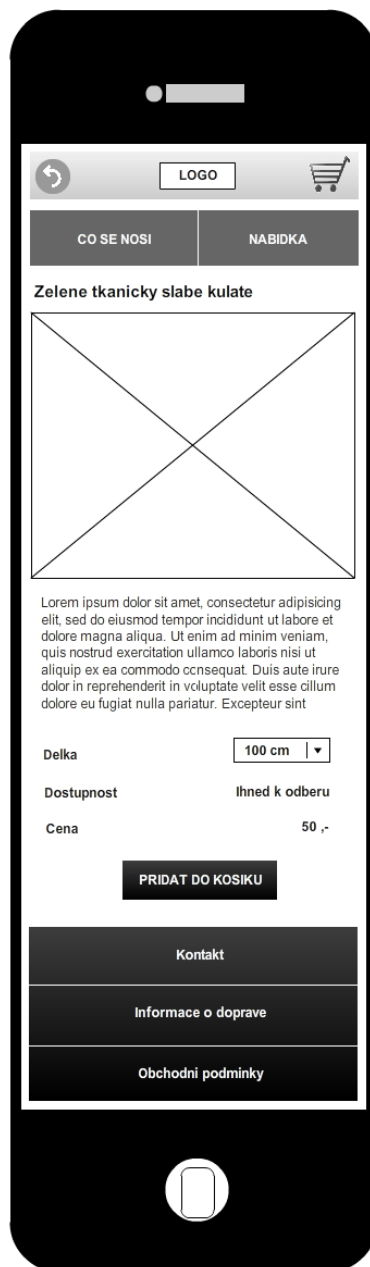 LOGO
CO SE NOSI NABIDKA
Zelene tkanicky slabe kulate
Lorem ipsum dolor sit amet, consectetur adipisicing
elit, sed do eiusmod tempor incididunt ut labore et
dolore magna aliqua. Ut enim ad minim veniam,
quis nostrud exercitation ullamco laboris nisi ut
aliquip ex ea commodo consequat. Duis aute irure
dolor in reprehenderit in voluptate velit esse cillum
dolore eu fugiat nulla pariatur. Excepteur sint
Delka 100 cm
Dostupnost Ihned k odberu
Cena 50 ,-
PRIDAT DO KOSIKU
Kontakt
Informace o doprave
Obchodni podminky